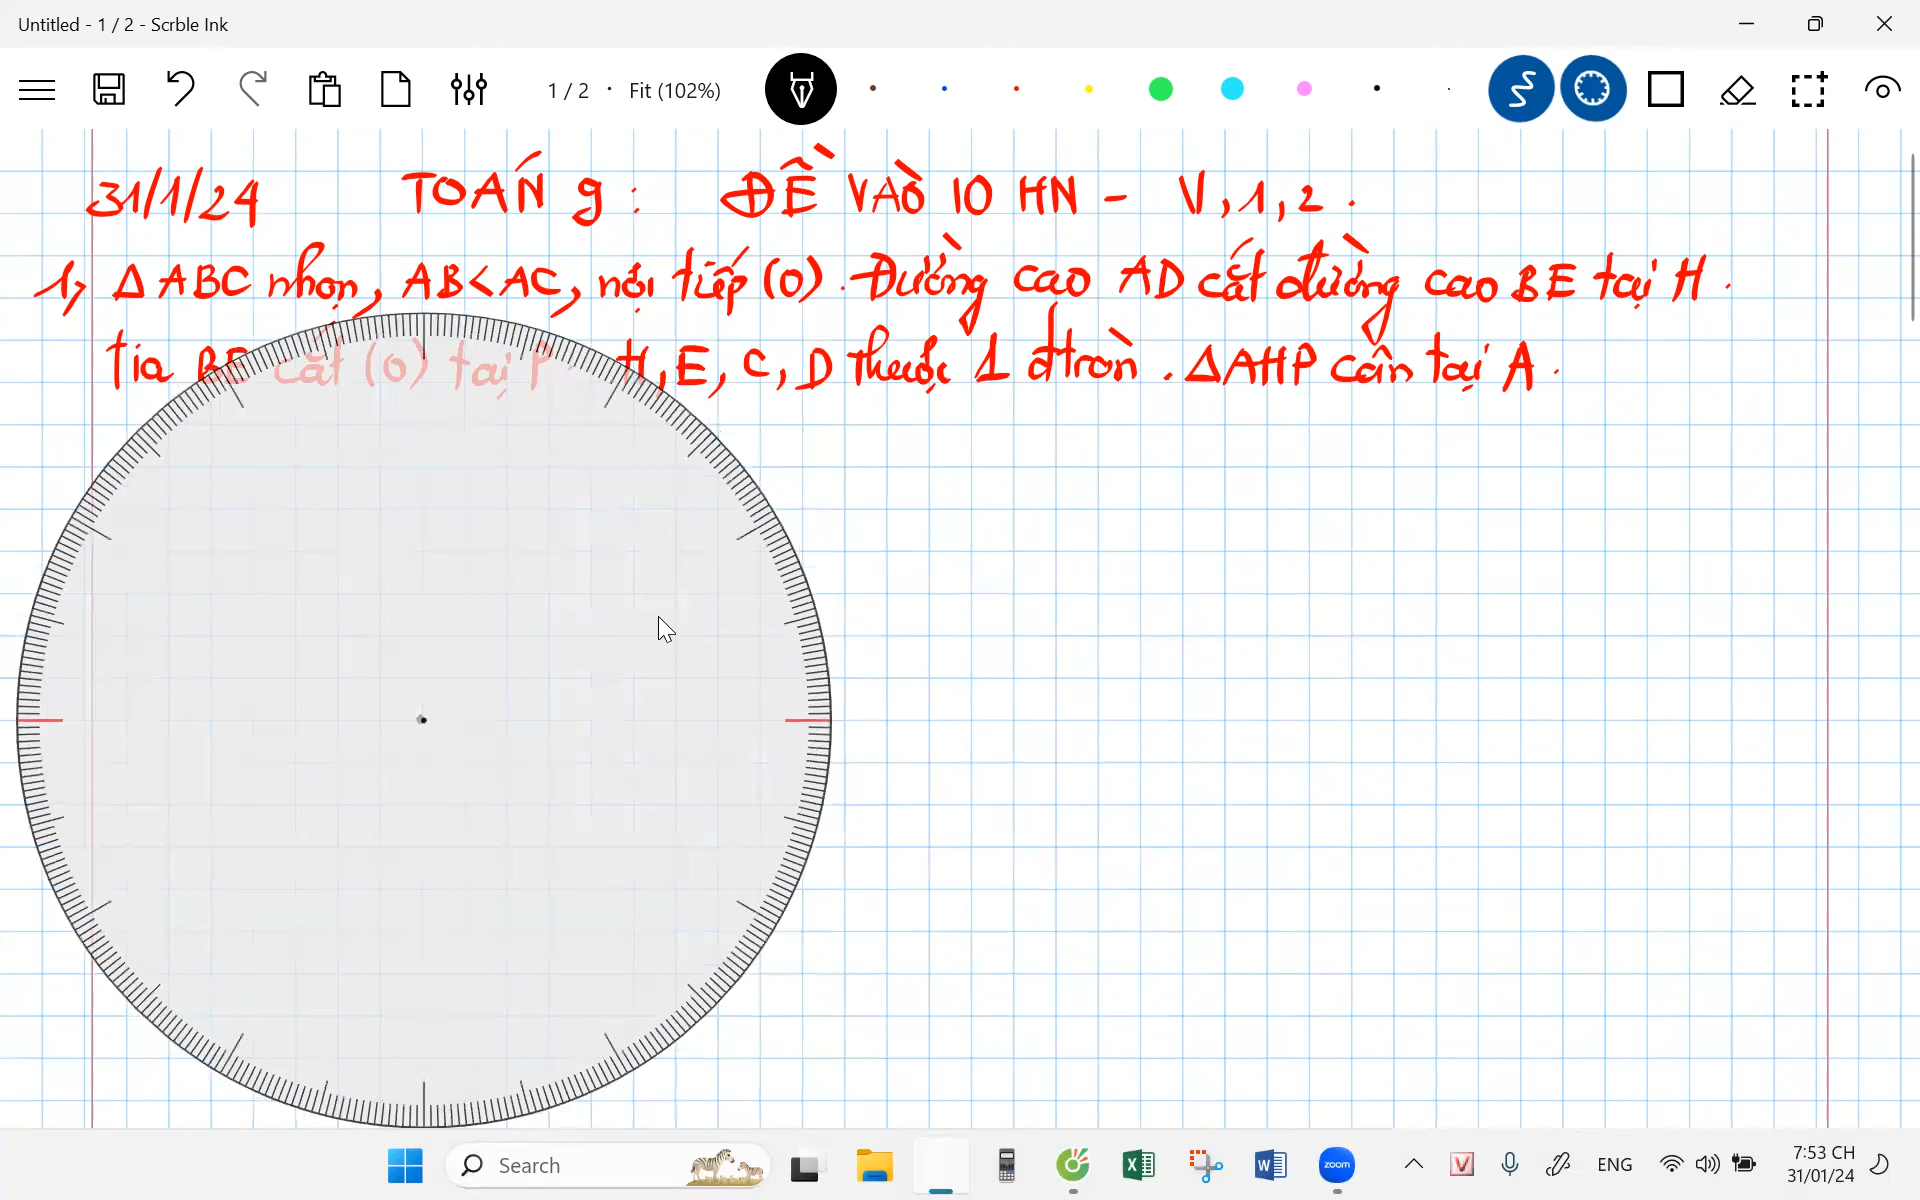 Untitled - 1 / 2 - Scrble Ink
1 / 2 · Fit (102%)
31/1/24 TOÁN 9 : ĐỀ VÀO 10 HN - V, 1, 2 .
1, Δ ABC nhọn, AB<AC, nội tiếp (O). Đường cao AD cắt đường cao BE tại H .
Tia BE cắt (O) tại P H, E, C, D thuộc 1 đtròn . ΔAHP cân tại A .
Search
zoom
ENG
7:53 CH
31/01/24